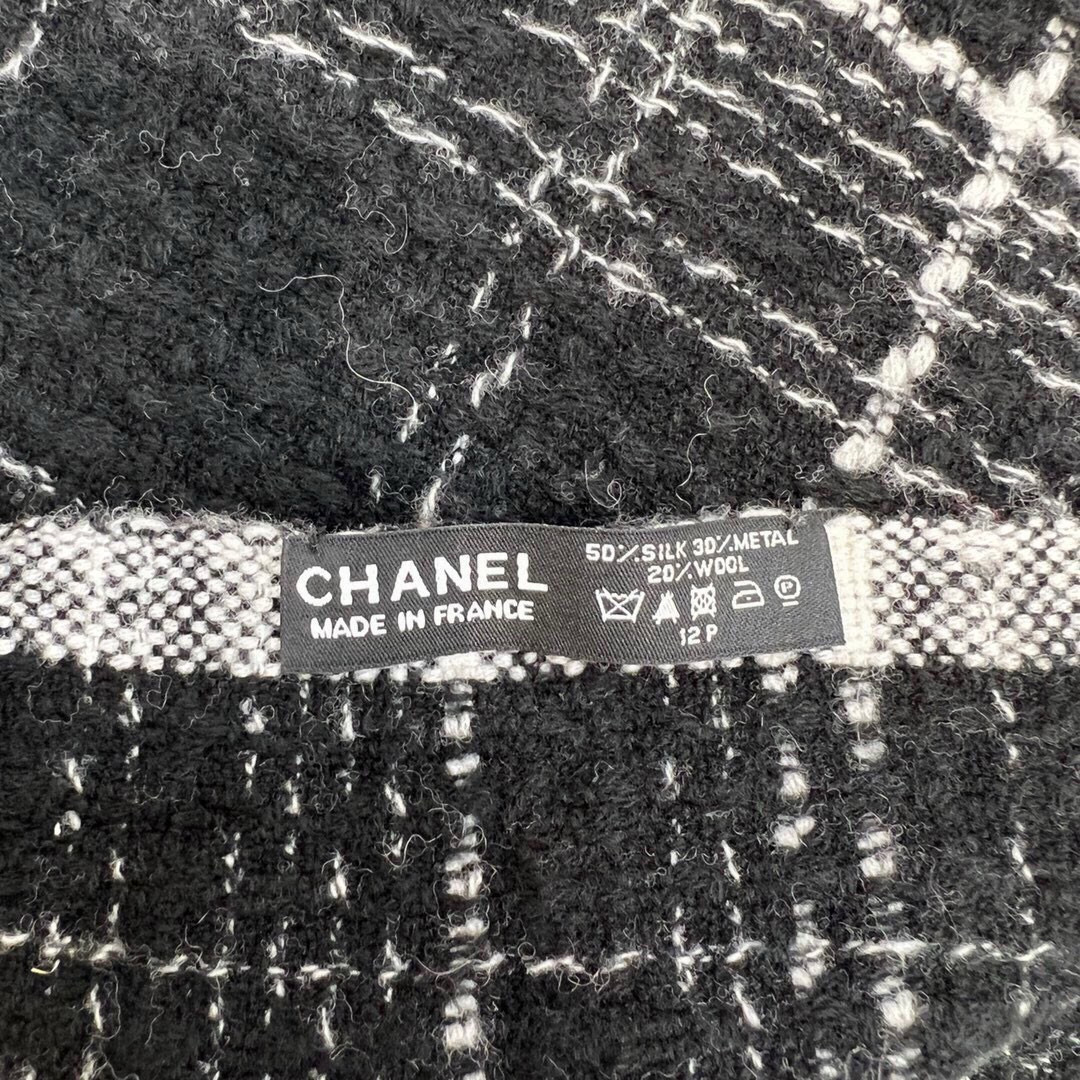 CHANEL
MADE IN FRANCE
50%SILK 30%METAL
20%WOOL
P
12 P